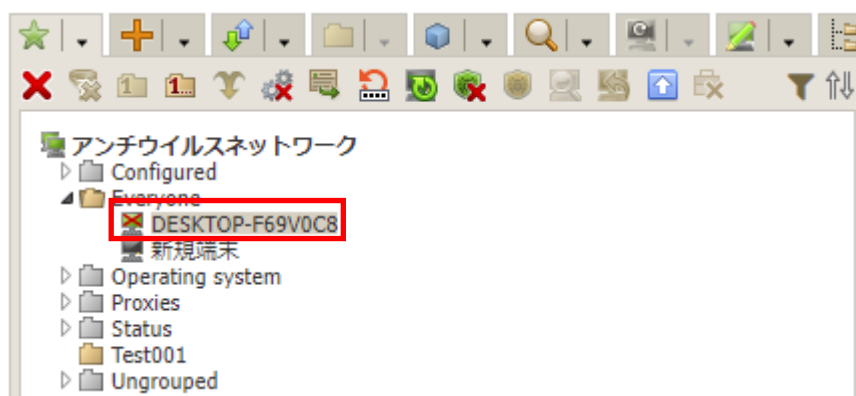 アンチウイルスネットワーク
Configured
Everyone
DESKTOP-F69V0C8
新規端末
Operating system
Proxies
Status
Test001
Ungrouped